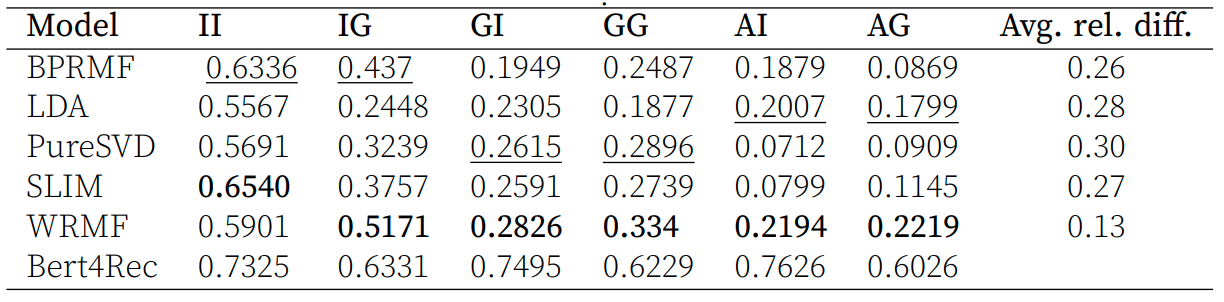 Model II IG GI GG AI AG Avg. rel. diff.
BPRMF 0.6336 0.437 0.1949 0.2487 0.1879 0.0869 0.26
LDA 0.5567 0.2448 0.2305 0.1877 0.2007 0.1799 0.28
PureSVD 0.5691 0.3239 0.2615 0.2896 0.0712 0.0909 0.30
SLIM 0.6540 0.3757 0.2591 0.2739 0.0799 0.1145 0.27
WRMF 0.5901 0.5171 0.2826 0.334 0.2194 0.2219 0.13
Bert4Rec 0.7325 0.6331 0.7495 0.6229 0.7626 0.6026